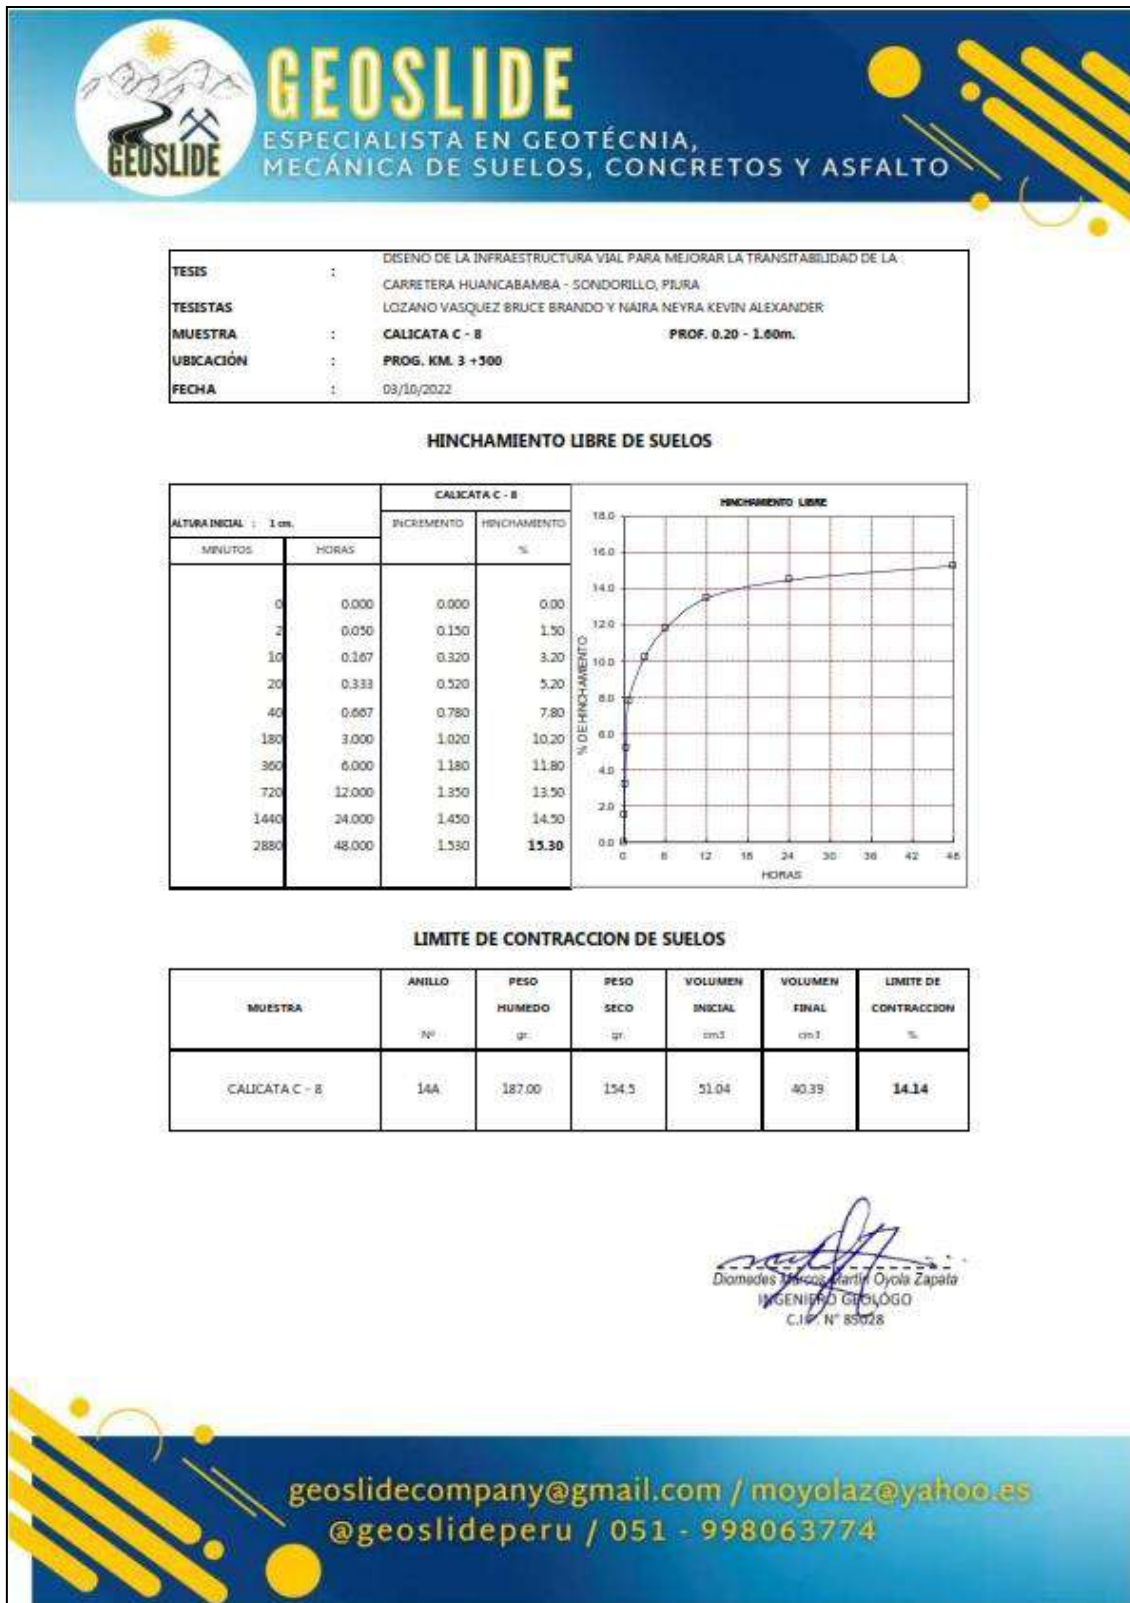 GEOSLIDE
GEOSLIDE
ESPECIALISTA EN GEOTÉCNIA,
MECÁNICA DE SUELOS, CONCRETOS Y ASFALTO
TESIS : DISENO DE LA INFRAESTRUCTURA VIAL PARA MEJORAR LA TRANSITABILIDAD DE LA
CARRETERA HUANCABAMBA - SONDORILLO, PIURA
TESISTAS LOZANO VASQUEZ BRUCE BRANDO Y NAIRA NEYRA KEVIN ALEXANDER
MUESTRA : CALICATA C - 8 PROF. 0.20 - 1.60m.
UBICACIÓN : PROG. KM. 3 +500
FECHA : 03/10/2022
HINCHAMIENTO LIBRE DE SUELOS
CALICATA C - 8
ALTURA INICIAL : 1 cm. INCREMENTO HINCHAMIENTO
MINUTOS HORAS %
0 0.000 0.000 0.00
2 0.050 0.150 1.50
10 0.167 0.320 3.20
20 0.333 0.520 5.20
40 0.667 0.780 7.80
180 3.000 1.020 10.20
360 6.000 1.180 11.80
720 12.000 1.350 13.50
1440 24.000 1.450 14.50
2880 48.000 1.530 15.30
HINCHAMIENTO LIBRE
18.0
16.0
14.0
12.0
10.0
8.0
6.0
4.0
2.0
0.0
% DE HINCHAMIENTO
0 6 12 18 24 30 36 42 48
HORAS
LIMITE DE CONTRACCION DE SUELOS
ANILLO PESO PESO VOLUMEN VOLUMEN LIMITE DE
MUESTRA HUMEDO SECO INICIAL FINAL CONTRACCION
Nº gr. gr. cm3 cm3 %
CALICATA C - 8 14A 187.00 154.5 51.04 40.39 14.14
Diomedes Marcos Martin Oyola Zapata
INGENIERO GEOLÓGO
C.I.P. N° 85028
geoslidecompany@gmail.com / moyolaz@yahoo.es
@geoslideperu / 051 - 998063774